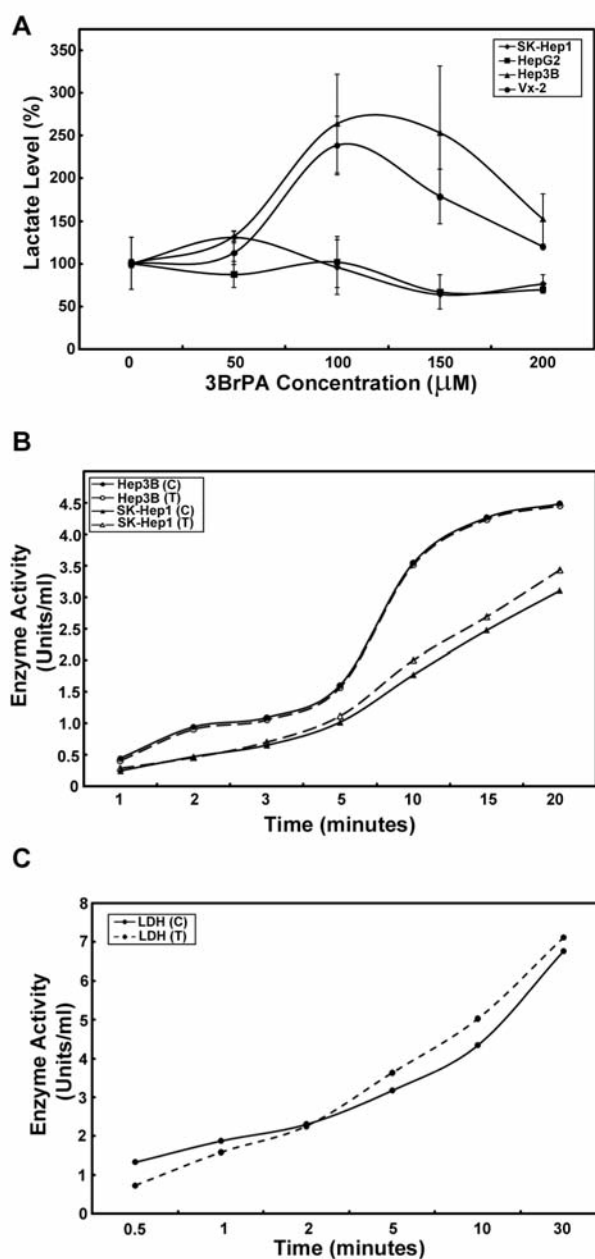 A
SK-Hep1
HepG2
Hep3B
Vx-2
Lactate Level (%)
350
300
250
200
150
100
50
0
0 50 100 150 200
3BrPA Concentration (µM)
B
Hep3B (C)
Hep3B (T)
SK-Hep1 (C)
SK-Hep1 (T)
Enzyme Activity
(Units/ml)
4.5
4.0
3.5
3.0
2.5
2.0
1.5
1.0
0.5
0
1 2 3 5 10 15 20
Time (minutes)
C
LDH (C)
LDH (T)
Enzyme Activity
(Units/ml)
8
7
6
5
4
3
2
1
0
0.5 1 2 5 10 30
Time (minutes)